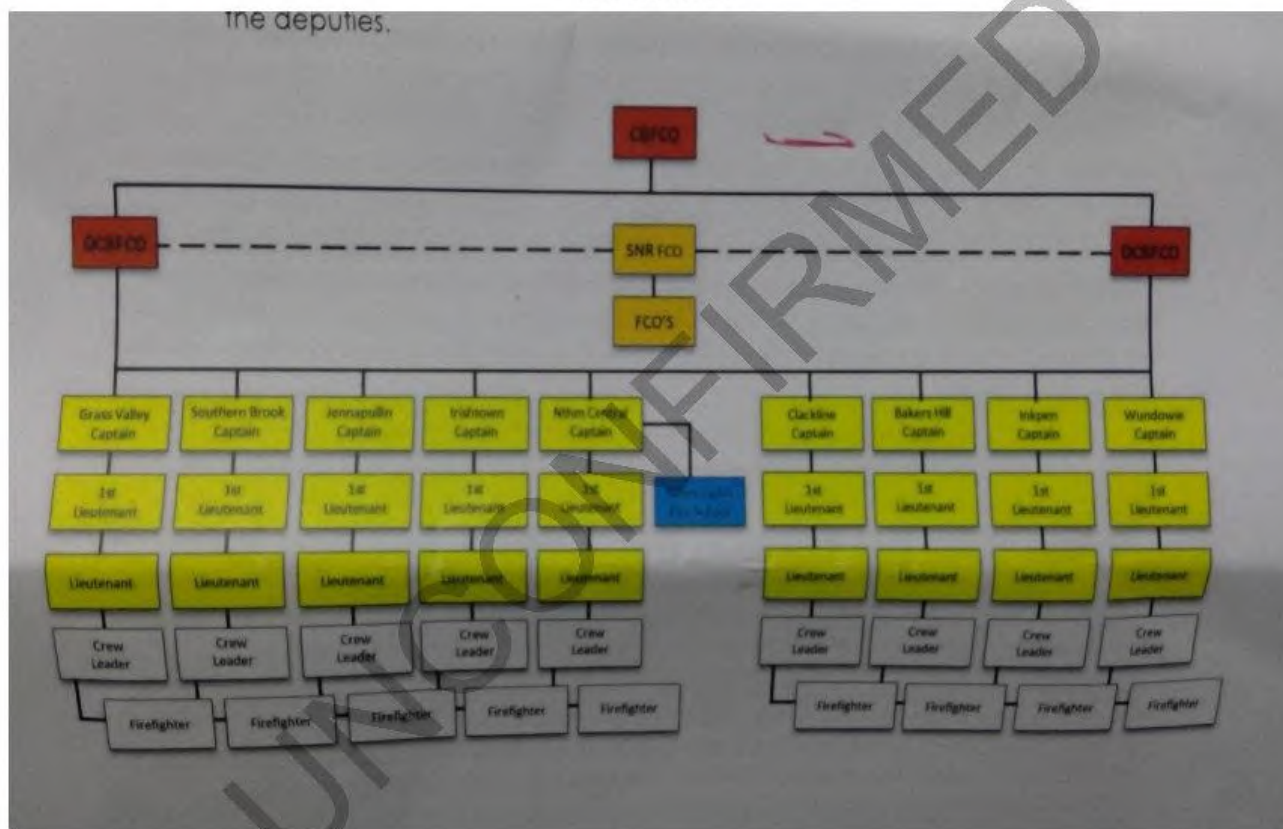 the deputies.
CBFCO
DCBFCO
SNR FCO
DCBFCO
FCO'S
Grass Valley
Captain
Southern Brook
Captain
Jennapullin
Captain
Irishtown
Captain
Nthm Central
Captain
Clackline
Captain
Bakers Hill
Captain
Inkpen
Captain
Wundowie
Captain
1st
Lieutenant
1st
Lieutenant
1st
Lieutenant
1st
Lieutenant
1st
Lieutenant
1st
Lieutenant
1st
Lieutenant
1st
Lieutenant
1st
Lieutenant
Lieutenant
Lieutenant
Lieutenant
Lieutenant
Lieutenant
Lieutenant
Lieutenant
Lieutenant
Lieutenant
Crew
Leader
Crew
Leader
Crew
Leader
Crew
Leader
Crew
Leader
Crew
Leader
Crew
Leader
Crew
Leader
Crew
Leader
Firefighter
Firefighter
Firefighter
Firefighter
Firefighter
Firefighter
Firefighter
Firefighter
Firefighter
UNCONFIRMED